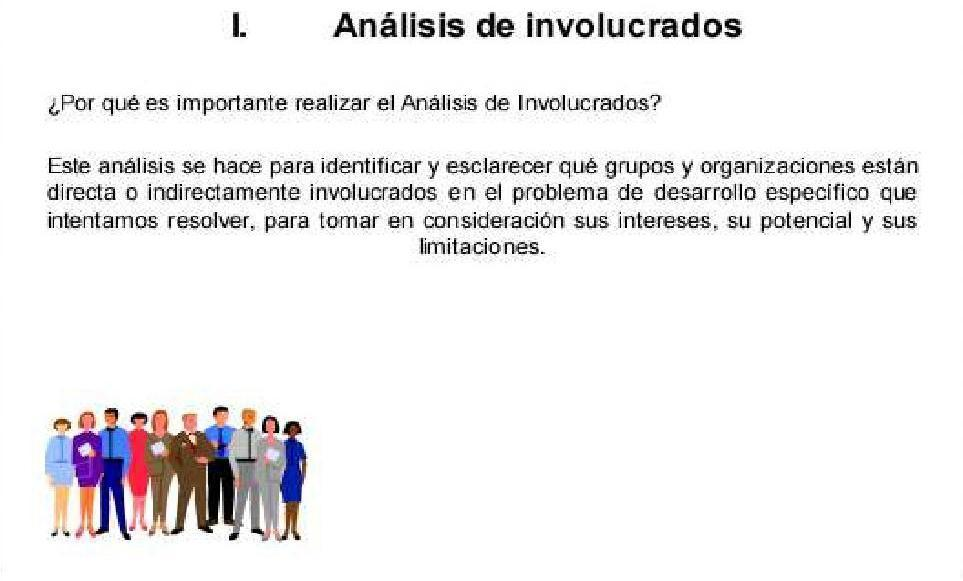 I. Análisis de involucrados
¿Por qué es importante realizar el Análisis de Involucrados?
Este análisis se hace para identificar y esclarecer qué grupos y organizaciones están
directa o indirectamente involucrados en el problema de desarrollo específico que
intentamos resolver, para tomar en consideración sus intereses, su potencial y sus
limitaciones.